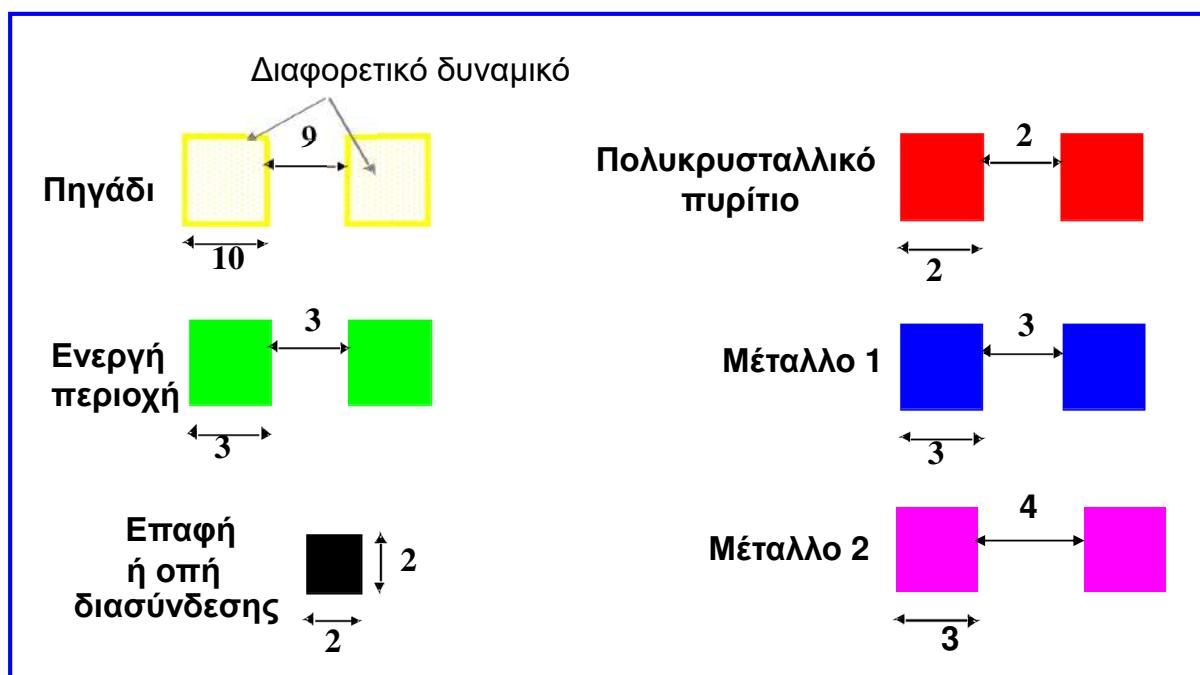 Διαφορετικό δυναμικό
9
Πηγάδι
10
Πολυκρυσταλλικό
πυρίτιο
2
2
Ενεργή
περιοχή
3
3
Μέταλλο 1
3
3
Επαφή
ή οπή
διασύνδεσης
2
2
Μέταλλο 2
4
3